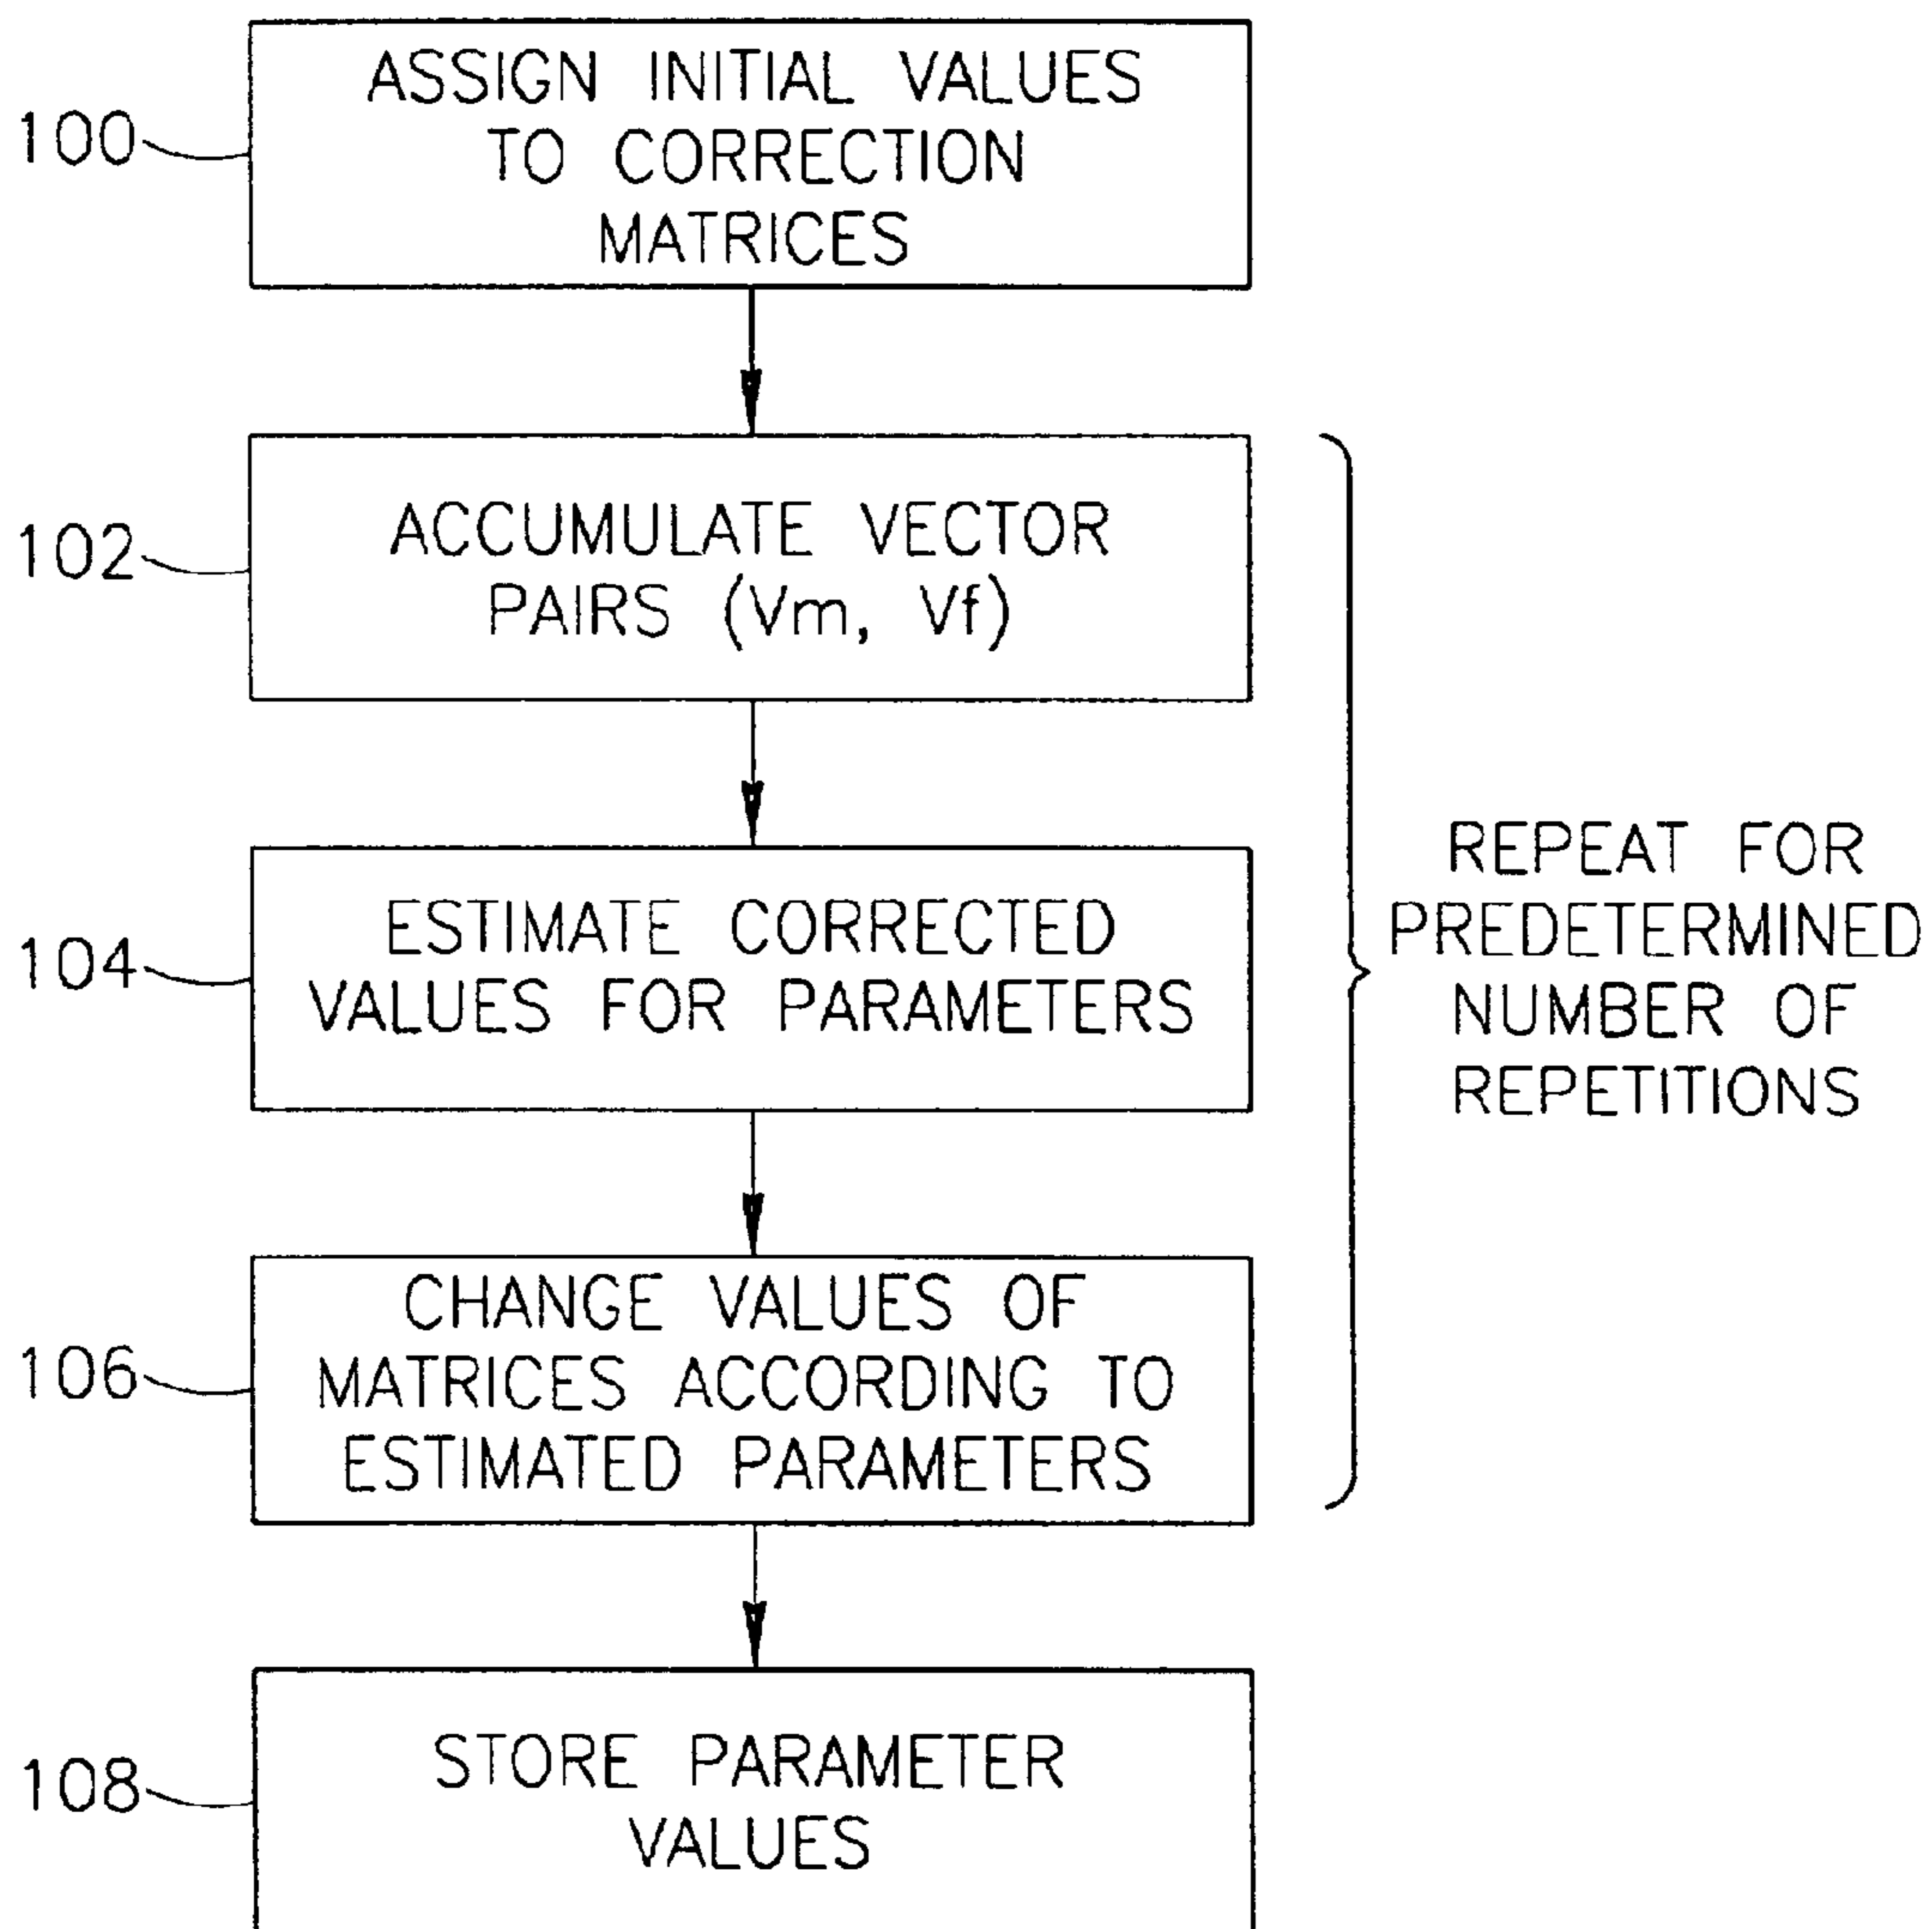 100
ASSIGN INITIAL VALUES
TO CORRECTION
MATRICES
102
ACCUMULATE VECTOR
PAIRS (Vm, Vf)
104
ESTIMATE CORRECTED
VALUES FOR PARAMETERS
106
CHANGE VALUES OF
MATRICES ACCORDING TO
ESTIMATED PARAMETERS
REPEAT FOR
PREDETERMINED
NUMBER OF
REPETITIONS
108
STORE PARAMETER
VALUES